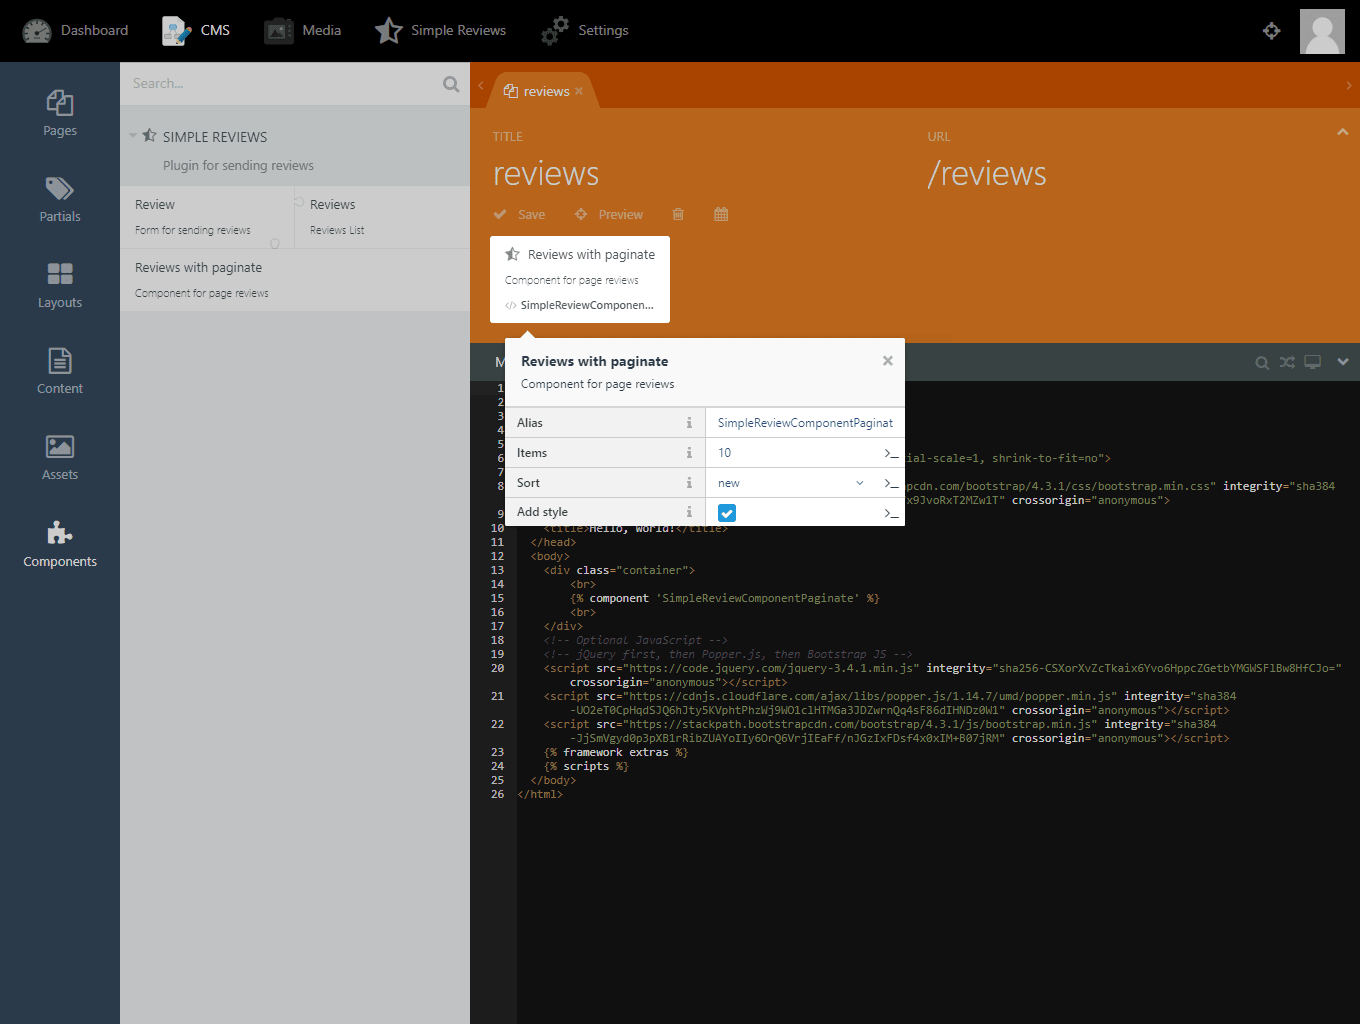 Dashboard
CMS
Media
Simple Reviews
Settings
Pages
Partials
Layouts
Content
Assets
Components
Search...
SIMPLE REVIEWS
Plugin for sending reviews
Review
Form for sending reviews
Reviews
Reviews List
Reviews with paginate
Component for page reviews
reviews
TITLE
reviews
URL
/reviews
Save
Preview
Reviews with paginate
Component for page reviews
SimpleReviewComponen...
M
Reviews with paginate
Component for page reviews
Alias
SimpleReviewComponentPaginat
Items
10
Sort
new
Add style
1
2
3
4
5
6 ial-scale=1, shrink-to-fit=no">
7
8 apcdn.com/bootstrap/4.3.1/css/bootstrap.min.css" integrity="sha384
x9JvoRxT2MZw1T" crossorigin="anonymous">
9
10 <title>Hello, world!</title>
11 </head>
12 <body>
13 <div class="container">
14 <br>
15 {% component 'SimpleReviewComponentPaginate' %}
16 <br>
17 </div>
18 <!-- Optional JavaScript -->
19 <!-- jQuery first, then Popper.js, then Bootstrap JS -->
20 <script src="https://code.jquery.com/jquery-3.4.1.min.js" integrity="sha256-CSXorXvZcTkaix6Yvo6HppcZGetbYMGWSFlBw8HfCJo="
crossorigin="anonymous"></script>
21 <script src="https://cdnjs.cloudflare.com/ajax/libs/popper.js/1.14.7/umd/popper.min.js" integrity="sha384
-UO2eT0CpHqdSJQ6hJty5KVphtPhzWj9WO1clHTMGa3JDZwrnQq4sF86dIHNDz0W1" crossorigin="anonymous"></script>
22 <script src="https://stackpath.bootstrapcdn.com/bootstrap/4.3.1/js/bootstrap.min.js" integrity="sha384
-JjSmVgyd0p3pXB1rRibZUAYoIIy6OrQ6VrjIEaFf/nJGzIxFDsf4x0xIM+B07jRM" crossorigin="anonymous"></script>
23 {% framework extras %}
24 {% scripts %}
25 </body>
26 </html>